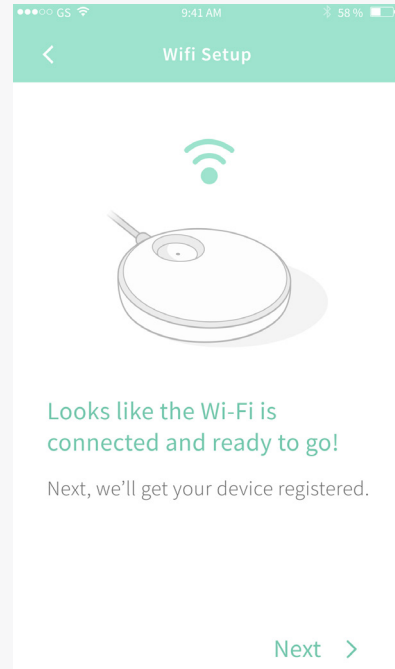 GS 9:41 AM 58 %
Wifi Setup
Looks like the Wi-Fi is
connected and ready to go!
Next, we’ll get your device registered.
Next